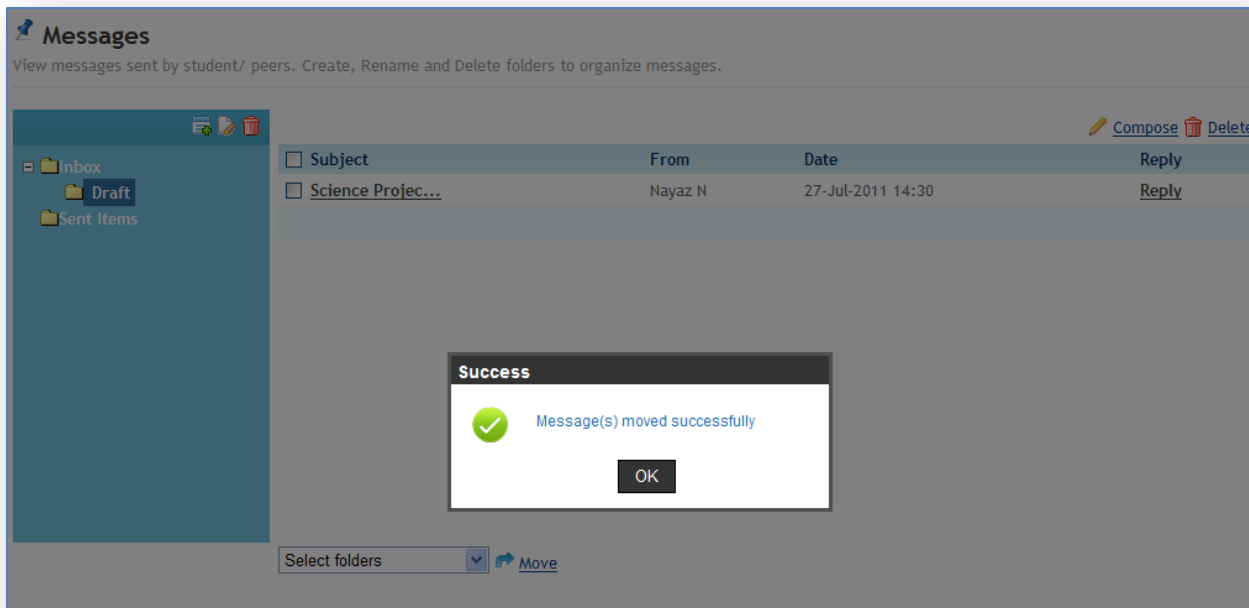 Messages
View messages sent by student/ peers. Create, Rename and Delete folders to organize messages.
Compose Delete
Inbox
Draft
Sent Items
Subject From Date Reply
Science Projec... Nayaz N 27-Jul-2011 14:30 Reply
Success
Message(s) moved successfully
OK
Select folders Move